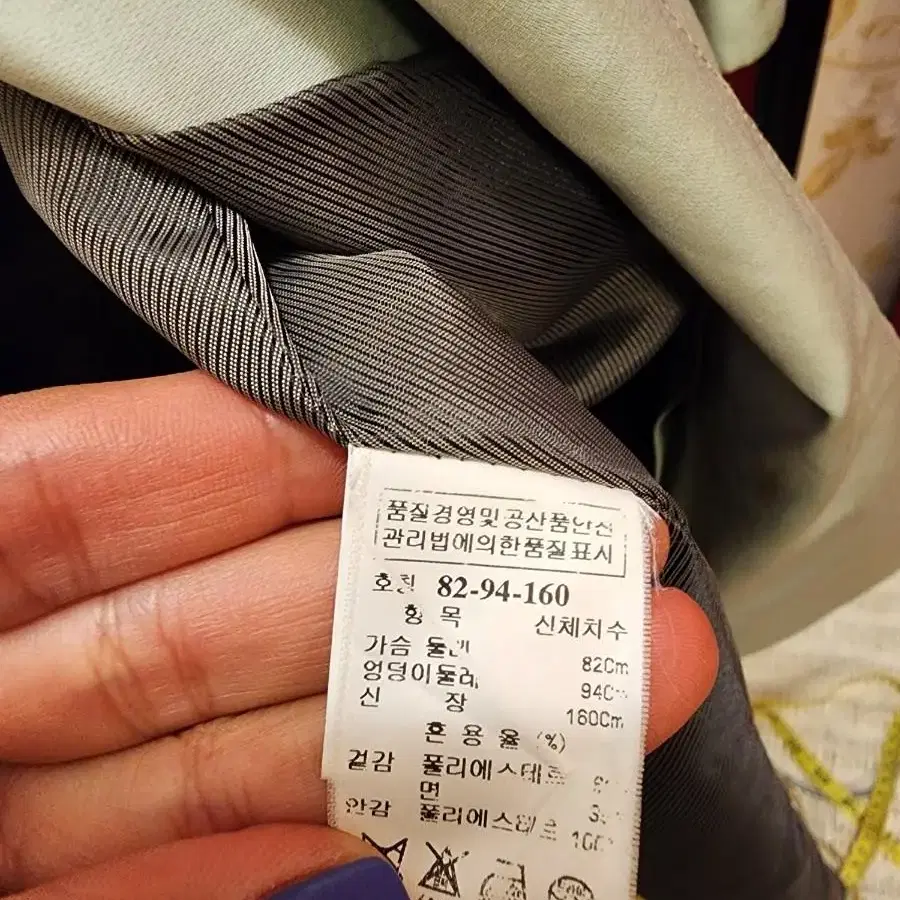 품질경영및공산품안전
관리법에의한품질표시
호칭 82-94-160
항 목 신체치수
가슴 둘레 82Cm
엉덩이둘레 94Cm
신 장 160Cm
혼 용 율 (%)
겉감 폴리에스테르
면
안감 폴리에스테르 100